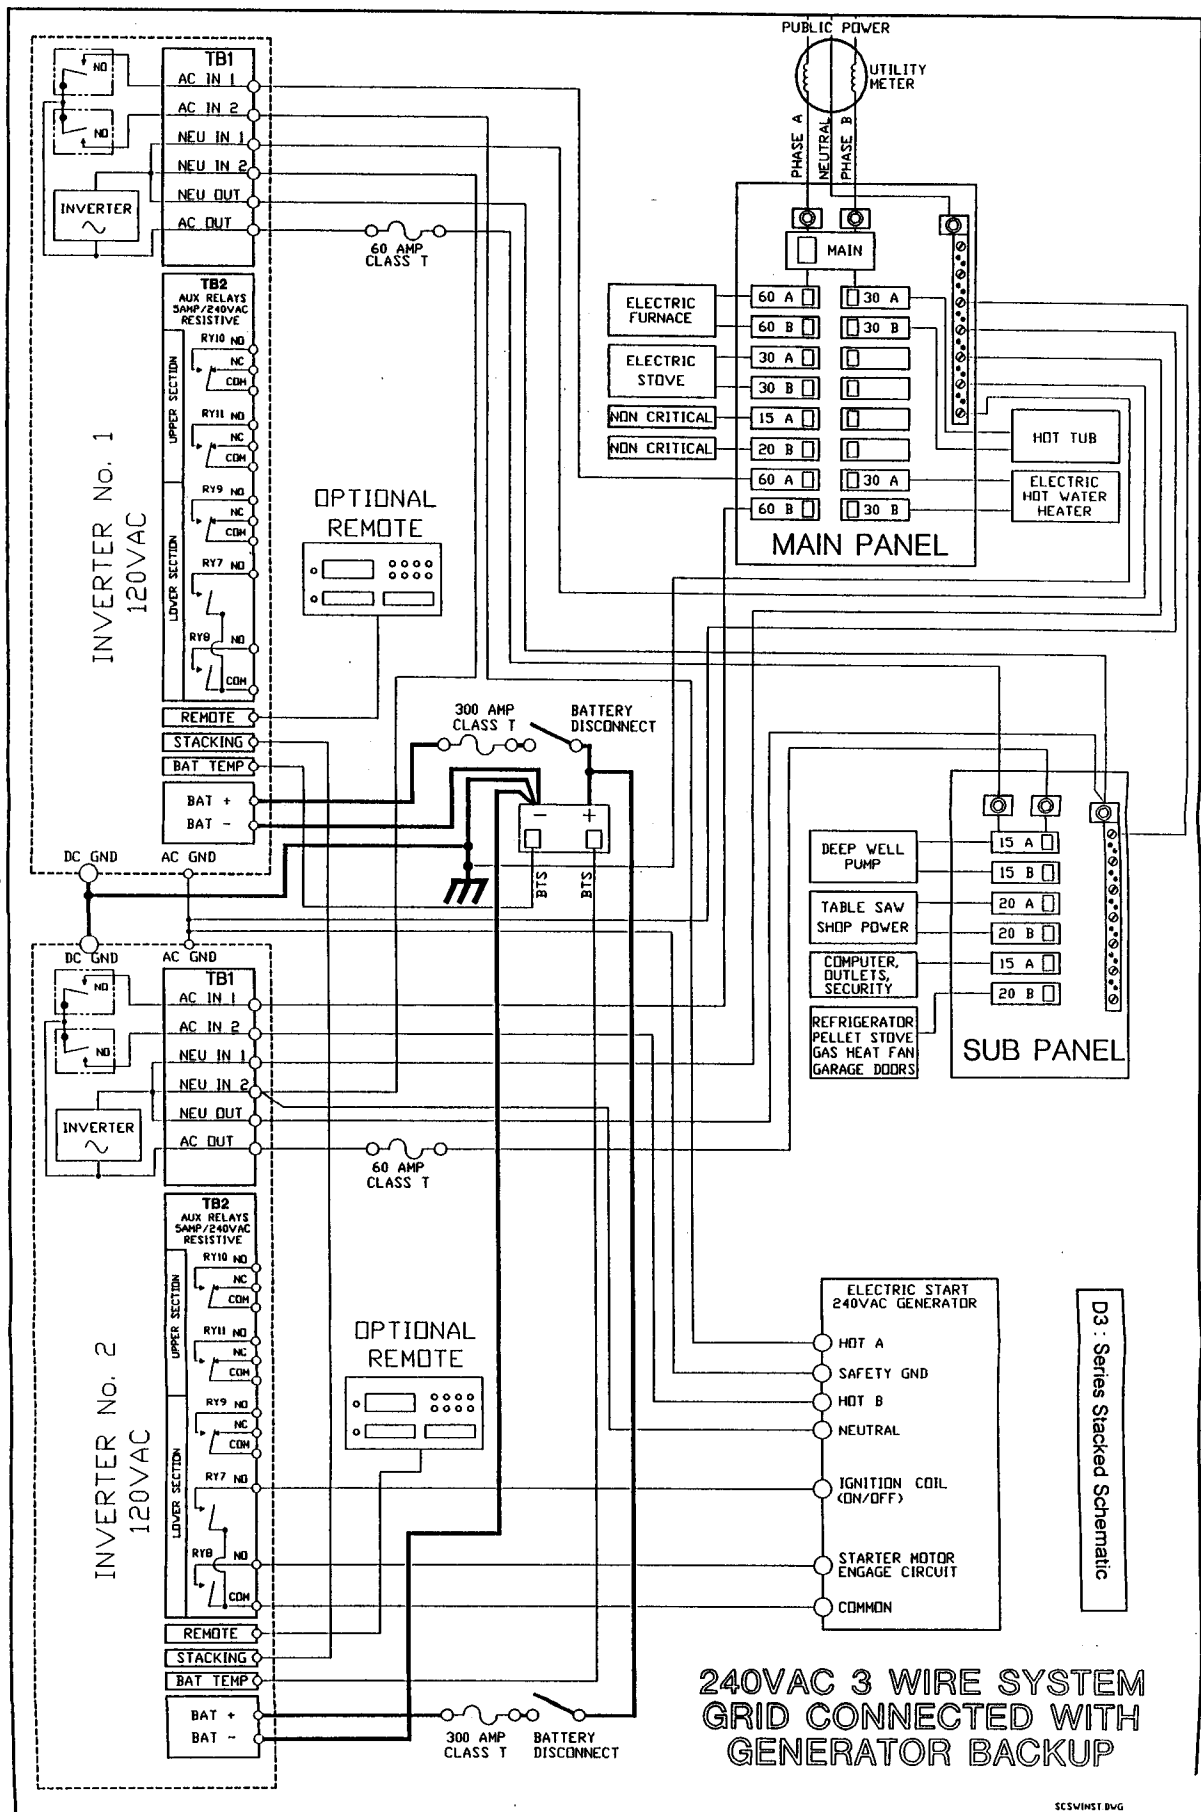 PUBLIC POWER
UTILITY
METER
PHASE A
NEUTRAL
PHASE B
MAIN
60 A
60 B
30 A
30 B
15 A
20 B
60 A
60 B
30 A
30 B
30 A
30 B
ELECTRIC
FURNACE
ELECTRIC
STOVE
NON CRITICAL
NON CRITICAL
HOT TUB
ELECTRIC
HOT WATER
HEATER
MAIN PANEL
INVERTER No. 1
120VAC
NO
NO
INVERTER
TB1
AC IN 1
AC IN 2
NEU IN 1
NEU IN 2
NEU OUT
AC OUT
60 AMP
CLASS T
TB2
AUX RELAYS
5AMP/240VAC
RESISTIVE
UPPER SECTION
LOWER SECTION
RY10 NO
NC
COM
RY11 NO
NC
COM
RY9 NO
NC
COM
RY7 NO
RY8 NO
COM
REMOTE
STACKING
BAT TEMP
BAT +
BAT -
DC GND
AC GND
OPTIONAL
REMOTE
300 AMP
CLASS T
BATTERY
DISCONNECT
- +
BTS
BTS
DEEP WELL
PUMP
TABLE SAW
SHOP POWER
COMPUTER,
OUTLETS,
SECURITY
REFRIGERATOR
PELLET STOVE
GAS HEAT FAN
GARAGE DOORS
15 A
15 B
20 A
20 B
15 A
20 B
SUB PANEL
DC GND
AC GND
INVERTER No. 2
120VAC
NO
NO
INVERTER
TB1
AC IN 1
AC IN 2
NEU IN 1
NEU IN 2
NEU OUT
AC OUT
60 AMP
CLASS T
TB2
AUX RELAYS
5AMP/240VAC
RESISTIVE
UPPER SECTION
LOWER SECTION
RY10 NO
NC
COM
RY11 NO
NC
COM
RY9 NO
NC
COM
RY7 NO
RY8 NO
COM
REMOTE
STACKING
BAT TEMP
BAT +
BAT -
OPTIONAL
REMOTE
300 AMP
CLASS T
BATTERY
DISCONNECT
ELECTRIC START
240VAC GENERATOR
HOT A
SAFETY GND
HOT B
NEUTRAL
IGNITION COIL
(ON/OFF)
STARTER MOTOR
ENGAGE CIRCUIT
COMMON
D3 : Series Stacked Schematic
240VAC 3 WIRE SYSTEM
GRID CONNECTED WITH
GENERATOR BACKUP
SCSWINST.DWG